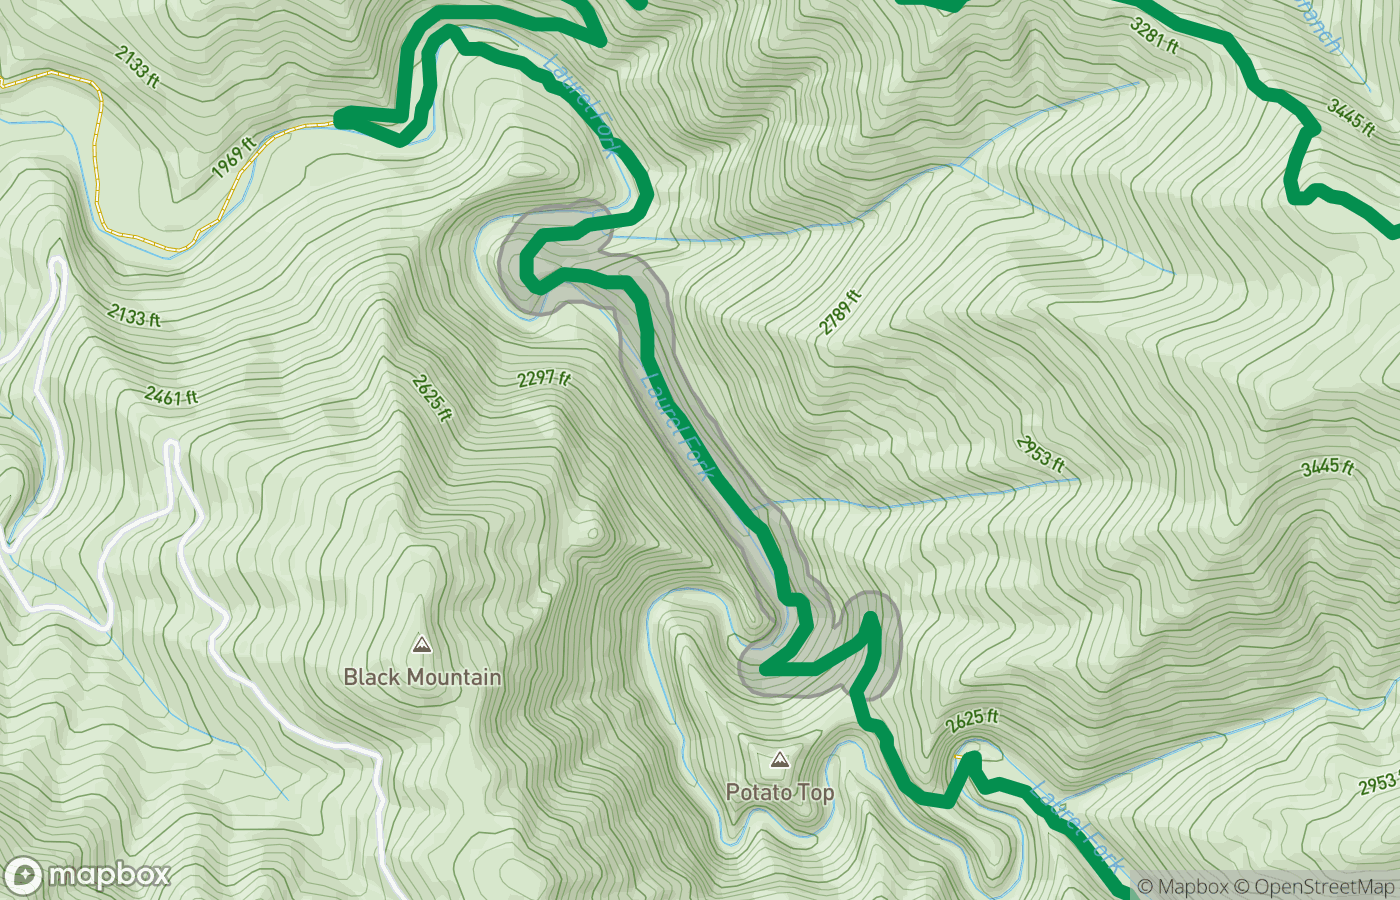 2133 ft
Laurel Fork
3281 ft
ranch
3445 ft
1969 ft
2133 ft
2789 ft
2461 ft
2625 ft
2297 ft
Laurel Fork
2953 ft
3445 ft
Black Mountain
2625 ft
Potato Top
Laurel Fork
2953
mapbox
© Mapbox © OpenStreetMap